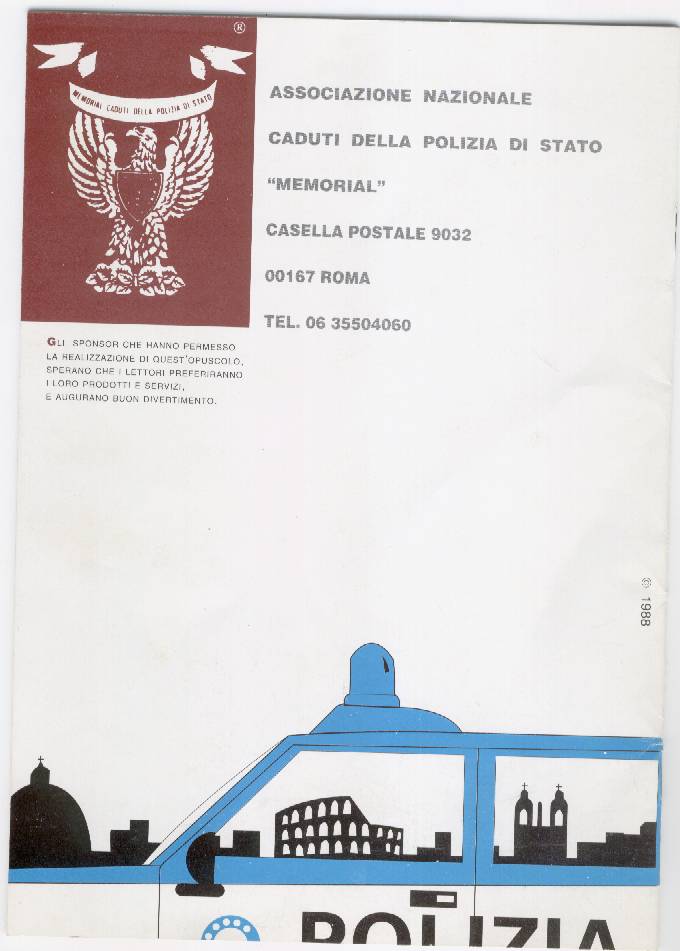 ®
MEMORIAL CADUTI DELLA POLIZIA DI STATO
ASSOCIAZIONE NAZIONALE
CADUTI DELLA POLIZIA DI STATO
“MEMORIAL”
CASELLA POSTALE 9032
00167 ROMA
TEL. 06 35504060
GLI SPONSOR CHE HANNO PERMESSO
LA REALIZZAZIONE DI QUEST'OPUSCOLO,
SPERANO CHE I LETTORI PREFERIRANNO
I LORO PRODOTTI E SERVIZI,
E AUGURANO BUON DIVERTIMENTO.
© 1988
POLIZIA